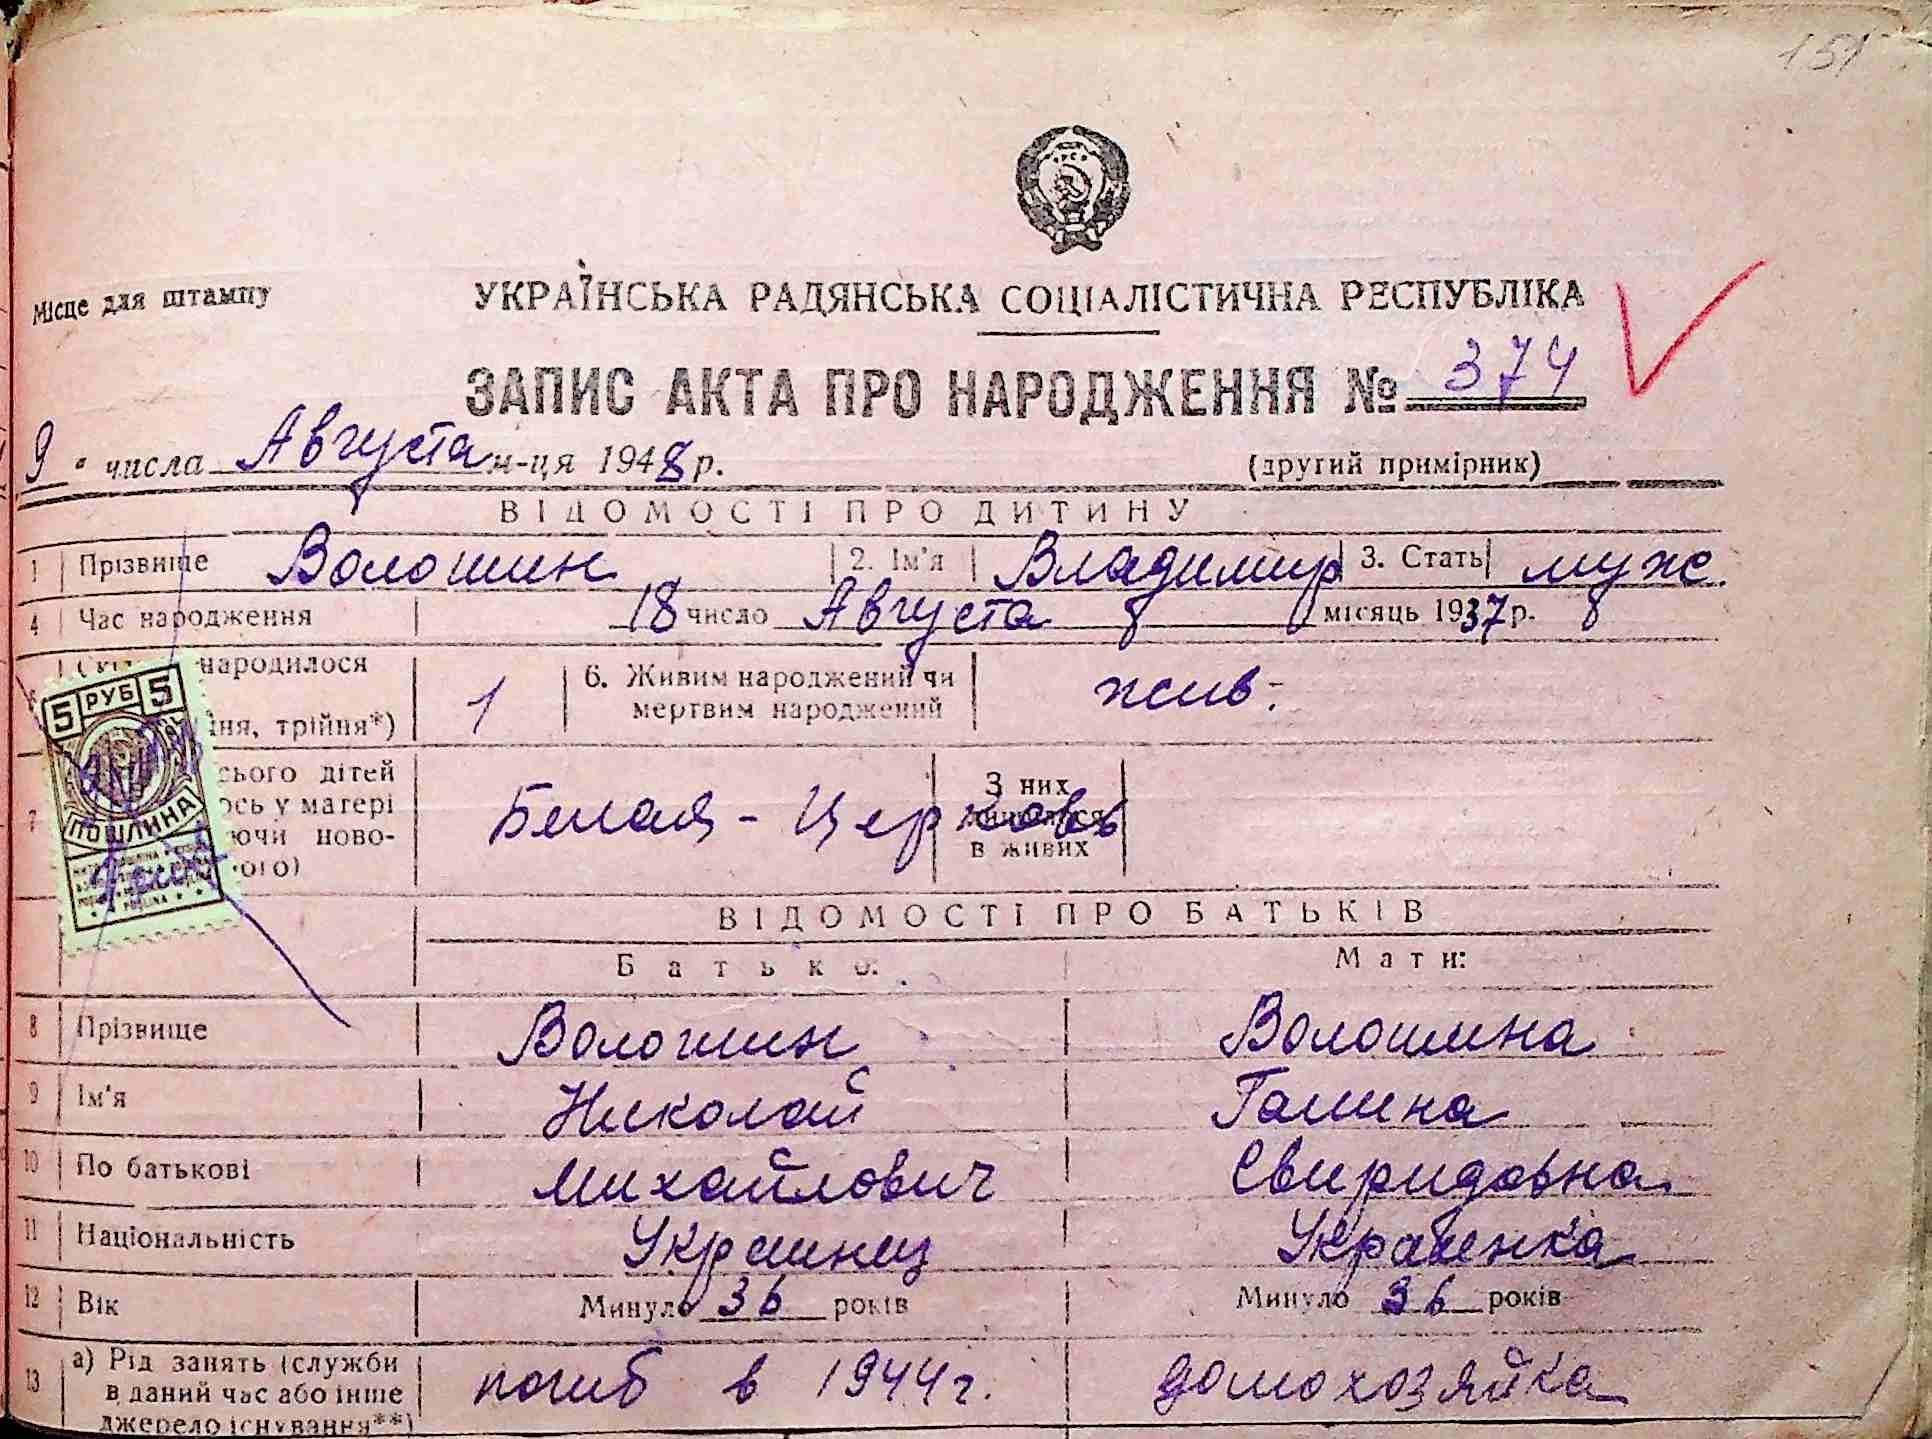 151
Місце для штампу
УКРАЇНСЬКА РАДЯНСЬКА СОЦІАЛІСТИЧНА РЕСПУБЛІКА
ЗАПИС АКТА ПРО НАРОДЖЕННЯ № 374
9 числа Августа м-ця 1948 р.
(другий примірник)
ВІДОМОСТІ ПРО ДИТИНУ
1 Прізвище Волошин 2. Ім'я Владимир 3. Стать муж.
4 Час народження 18 число Августа місяць 1937 р.
народилося
йня, трійня*) 1 6. Живим народжений чи мертвим народжений жив.
5 РУБ 5
ПОШЛИНА
7 сього дітей
ось у матері
ючи ново-
ого)
Белая-Церковь
З них
лишилося
в живих
ВІДОМОСТІ ПРО БАТЬКІВ
Батько: Мати:
8 Прізвище Волошин Волошина
9 Ім'я Николай Галина
10 По батькові Михайлович Свиридовна
11 Національність Украинец Украинка
12 Вік Минуло 36 років Минуло 36 років
13 а) Рід занять (служби
в даний час або інше
джерело існування**)
погиб в 1944 г. домохозяйка